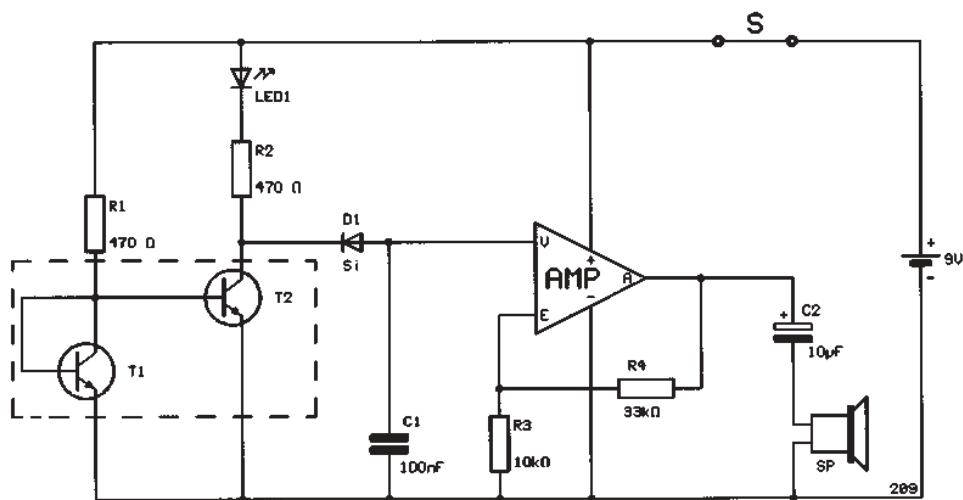 S
LED1
R2
470 Ω
R1
470 Ω
D1
Si
V
+
AMP
A
-
E
+
9V
-
T2
T1
C2
+
10µF
R4
33kΩ
C1
100nF
R3
10kΩ
SP
209